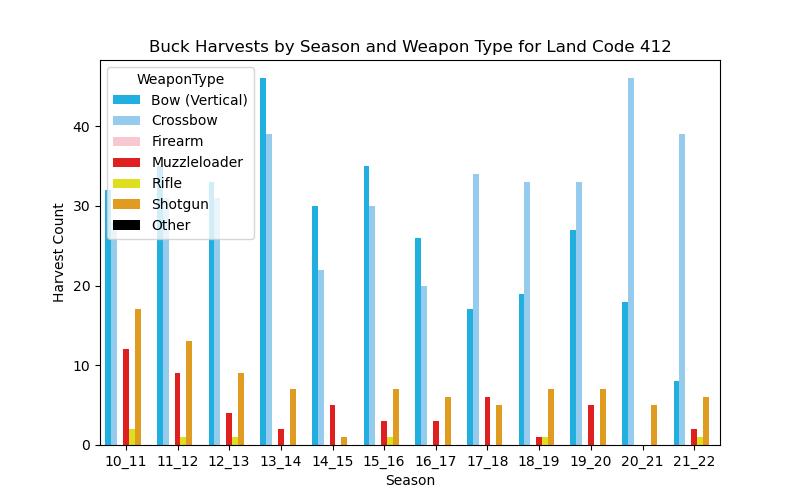 Buck Harvests by Season and Weapon Type for Land Code 412
WeaponType
Bow (Vertical)
Crossbow
Firearm
Muzzleloader
Rifle
Shotgun
Other
Harvest Count
40
30
20
10
0
10_11 11_12 12_13 13_14 14_15 15_16 16_17 17_18 18_19 19_20 20_21 21_22
Season